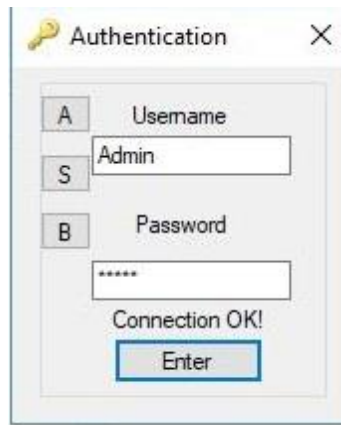 Authentication
A Username
Admin
S
B Password
*****
Connection OK!
Enter